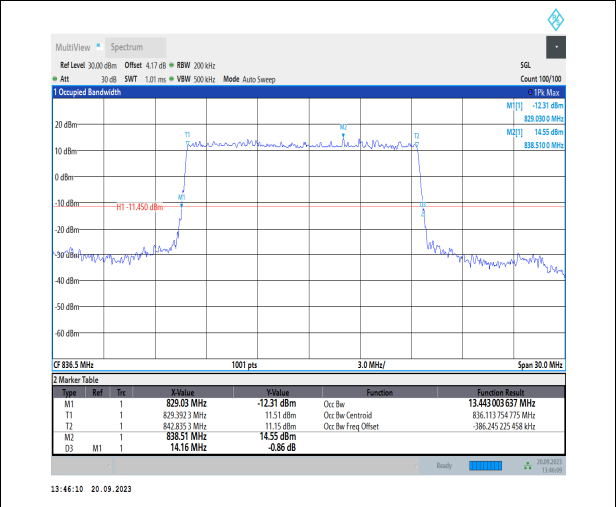 MultiView Spectrum
Ref Level 30.00 dBm Offset 4.17 dB RBW 200 kHz SGL
Att 30 dB SWT 1.01 ms VBW 500 kHz Mode Auto Sweep Count 100/100
1 Occupied Bandwidth 1Pk Max
M1[1] -12.31 dBm
829.0300 MHz
M2[1] 14.55 dBm
838.5100 MHz
20 dBm
T1 M2 T2
10 dBm
0 dBm
M1
-10 dBm
H1 -11.450 dBm
D3
-20 dBm
-30 dBm
-40 dBm
-50 dBm
-60 dBm
CF 836.5 MHz 1001 pts 3.0 MHz/ Span 30.0 MHz
2 Marker Table
Type Ref Trc X-Value Y-Value Function Function Result
M1 1 829.03 MHz -12.31 dBm Occ Bw 13.443 003 637 MHz
T1 1 829.392 3 MHz 11.51 dBm Occ Bw Centroid 836.113 754 775 MHz
T2 1 842.835 3 MHz 11.15 dBm Occ Bw Freq Offset -386.245 225 458 kHz
M2 1 838.51 MHz 14.55 dBm
D3 M1 1 14.16 MHz -0.86 dB
Ready 20.09.2023
13:46:09
13:46:10 20.09.2023